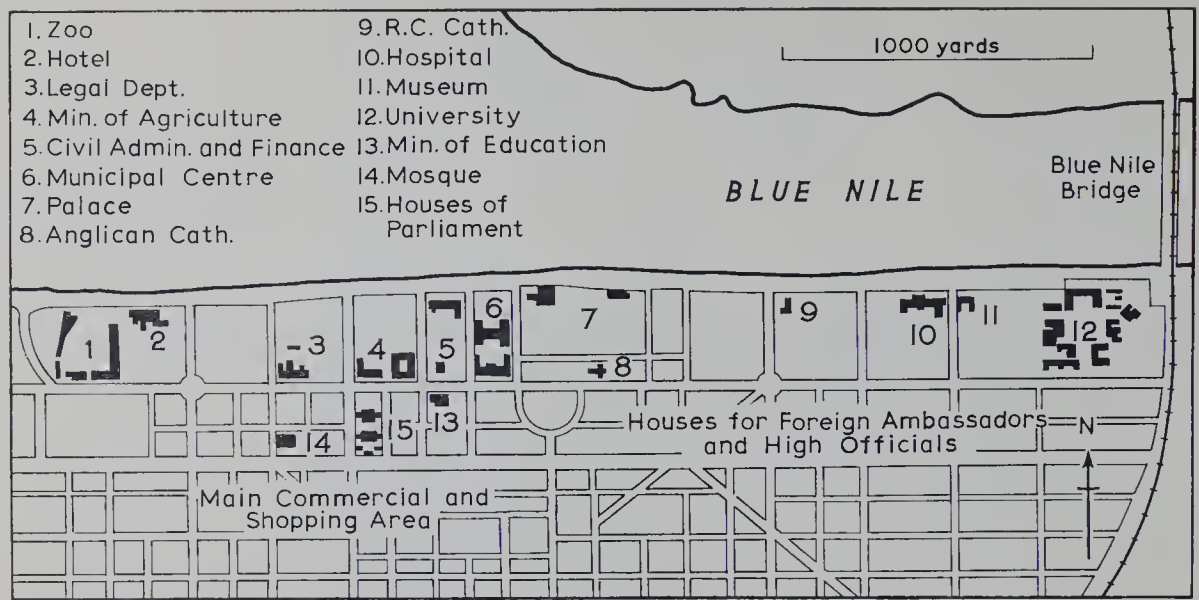 1. Zoo
2. Hotel
3. Legal Dept.
4. Min. of Agriculture
5. Civil Admin. and Finance
6. Municipal Centre
7. Palace
8. Anglican Cath.
9. R.C. Cath.
10. Hospital
11. Museum
12. University
13. Min. of Education
14. Mosque
15. Houses of
Parliament
1000 yards
BLUE NILE
Blue Nile
Bridge
1
2
3
4
5
6
7
8
9
10
11
12
13
14
15
Houses for Foreign Ambassadors
and High Officials
N
Main Commercial and
Shopping Area